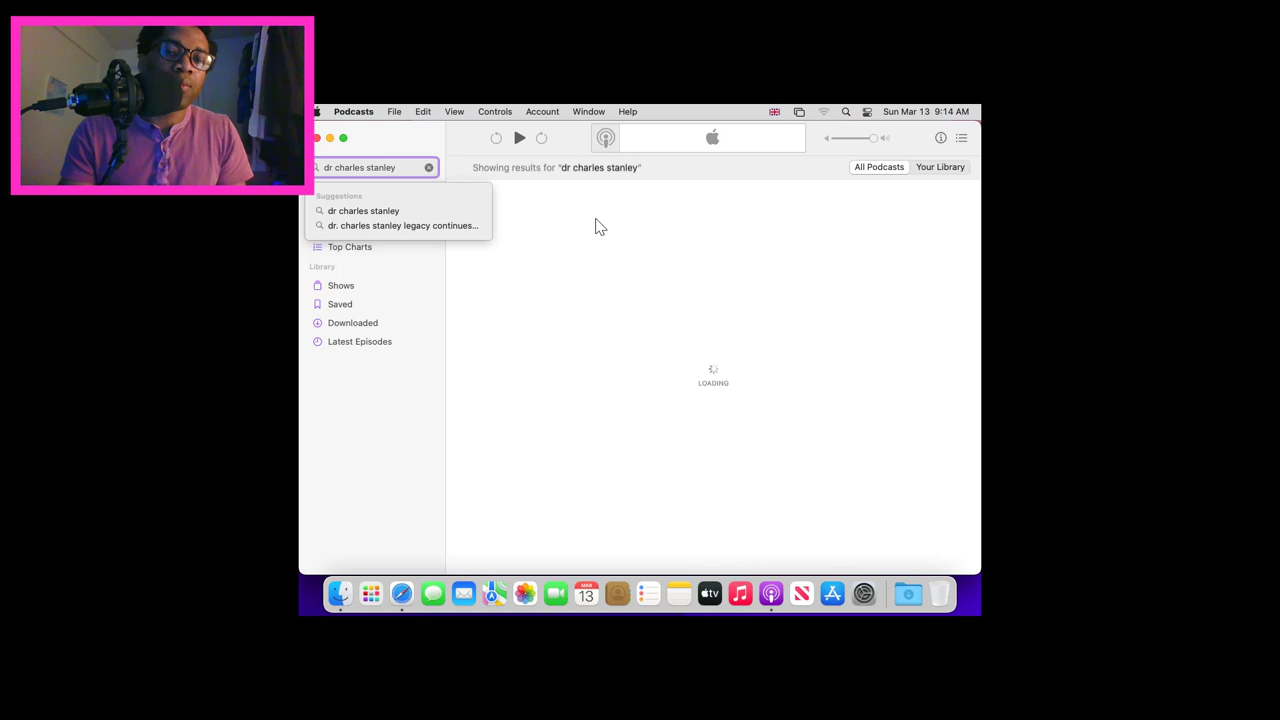 Podcasts File Edit View Controls Account Window Help Sun Mar 13 9:14 AM
dr charles stanley
Showing results for “dr charles stanley”
All Podcasts Your Library
Suggestions
dr charles stanley
dr. charles stanley legacy continues...
Top Charts
Library
Shows
Saved
Downloaded
Latest Episodes
LOADING
MAR
13
tv